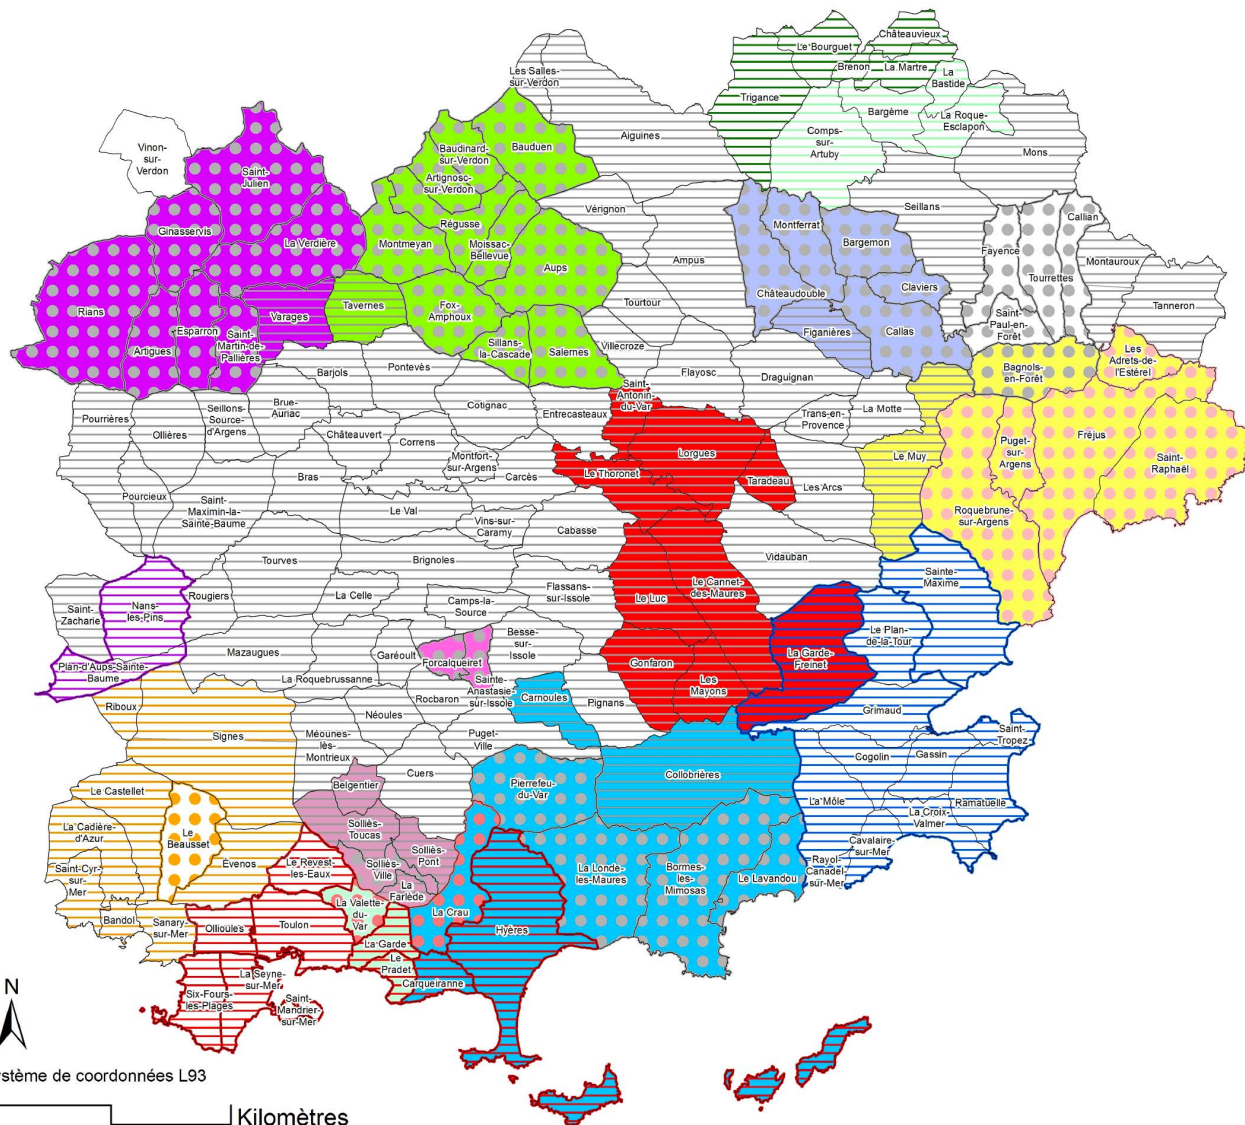 Châteauvieux
Le Bourguet
Brenon
La Martre
La
Bastide
Les Salles-
sur-Verdon
Trigance
Bargème
La Roque-
Esclapon
Aiguines
Comps-
sur-
Artuby
Mons
Vinon-
sur-
Verdon
Baudinard-
sur-Verdon
Bauduen
Saint-
Julien
Artignosc-
sur-Verdon
Vérignon
Seillans
Callian
Régusse
Montferrat
Ginasservis
La Verdière
Montmeyan
Moissac-
Bellevue
Bargemon
Fayence
Ampus
Montauroux
Aups
Tourrettes
Claviers
Châteaudouble
Tavernes
Fox-
Amphoux
Tourtour
Tanneron
Rians
Varages
Saint-
Paul-en-
Forêt
Esparron
Saint-
Martin-de-
Pallières
Figanières
Callas
Artigues
Sillans-
la-Cascade
Salernes
Villecroze
Les
Adrets-de-
l'Estérel
Bagnols-
en-Forêt
Barjols
Pontevès
Flayosc
Draguignan
Saint-
Antonin-
du-Var
Brue-
Auriac
Cotignac
Entrecasteaux
La Motte
Pourrières
Seillons-
Source-
d'Argens
Trans-en-
Provence
Ollières
Châteauvert
Correns
Fréjus
Puget-
sur-
Argens
Lorgues
Le Muy
Saint-
Raphaël
Montfort-
sur-Argens
Bras
Carcès
Le Thoronet
Taradeau
Les Arcs
Pourcieux
Saint-
Maximin-la-
Sainte-Baume
Le Val
Roquebrune-
sur-Argens
Vins-sur-
Caramy
Cabasse
Vidauban
Tourves
Brignoles
Sainte-
Maxime
Flassans-
sur-Issole
Le Cannet-
des-Maures
Rougiers
La Celle
Le Luc
Camps-la-
Source
Saint-
Zacharie
Nans-
les-Pins
Le Plan-
de-la-Tour
Besse-
sur-
Issole
Mazaugues
Garéoult
Forcalqueiret
Gonfaron
La Garde-
Freinet
Plan-d'Aups-Sainte-
Baume
La Roquebrussanne
Sainte-
Anastasie-
sur-Issole
Les
Mayons
Rocbaron
Carnoules
Pignans
Riboux
Néoules
Grimaud
Signes
Méounes-
lès-
Montrieux
Puget-
Ville
Saint-
Tropez
Cogolin
Gassin
Cuers
Collobrières
Belgentier
Pierrefeu-
du-Var
Le Castellet
La Môle
Ramatuelle
La Croix-
Valmer
La Cadière-
d'Azur
Le
Beausset
Solliès-
Toucas
Solliès-
Pont
Cavalaire-
sur-Mer
Évenos
Le Revest-
les-Eaux
Solliès-
Ville
Rayol-
Canadel-
sur-Mer
Saint-Cyr-
sur-
Mer
La Londe-
les-Maures
Bormes-
les-
Mimosas
Le Lavandou
La
Farlède
La Valette-
du-
Var
La Crau
Bandol
Sanary-
sur-Mer
Ollioules
Toulon
Hyères
La Garde
Le
Pradet
Carqueiranne
La Seyne-
sur-Mer
Six-Fours-
les-Plages
Saint-
Mandrier-
sur-Mer
N
stème de coordonnées L93
Kilomètres